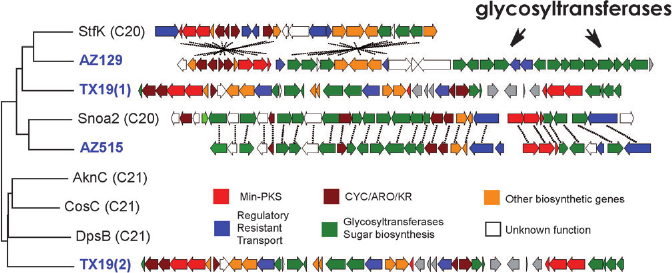 glycosyltransferases
StfK (C20)
AZ129
TX19(1)
Snoa2 (C20)
AZ515
AknC (C21)
CosC (C21)
DpsB (C21)
TX19(2)
Min-PKS
CYC/ARO/KR
Other biosynthetic genes
Regulatory
Resistant
Transport
Glycosyltransferases
Sugar biosynthesis
Unknown function